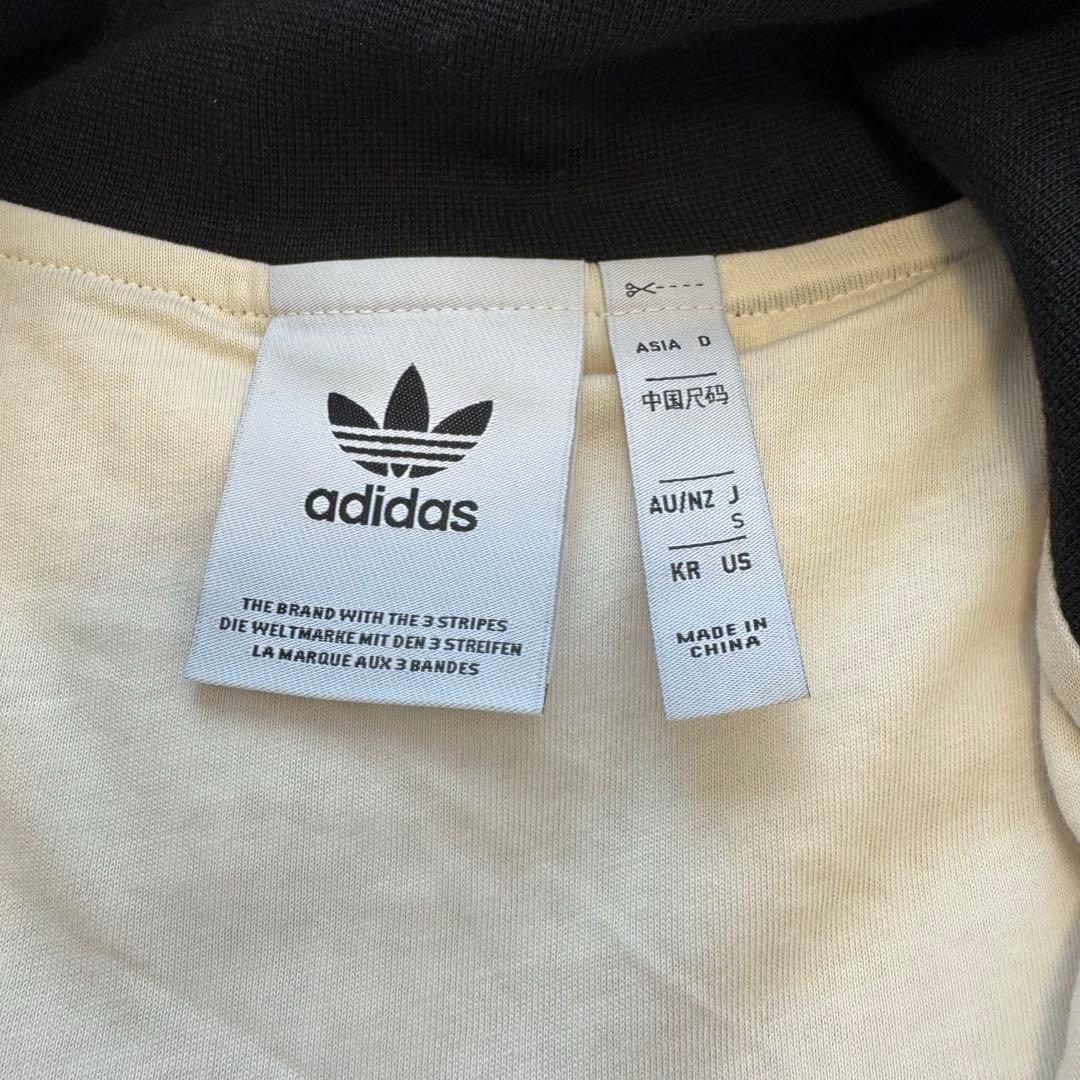 adidas
THE BRAND WITH THE 3 STRIPES
DIE WELTMARKE MIT DEN 3 STREIFEN
LA MARQUE AUX 3 BANDES
ASIA D
中国尺码
AU/NZ J
S
KR US
MADE IN
CHINA